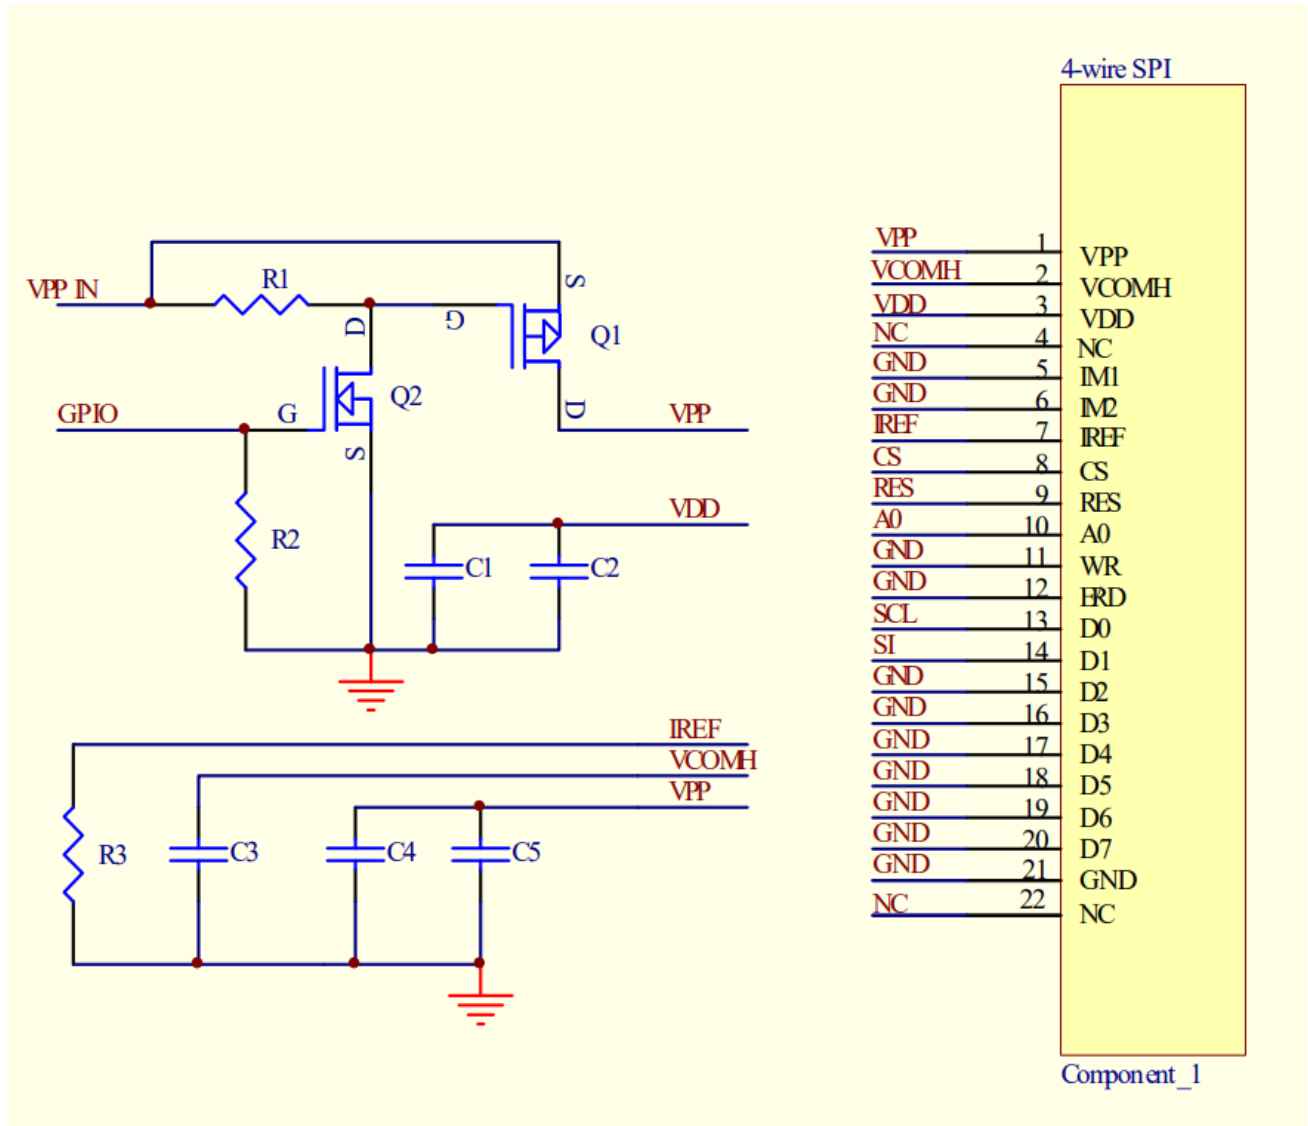 4-wire SPI
VPP IN
R1
D
G
S
Q1
D
VPP
GPIO
G
Q2
S
R2
VDD
C1
C2
IREF
VCOMH
VPP
R3
C3
C4
C5
VPP 1 VPP
VCOMH 2 VCOMH
VDD 3 VDD
NC 4 NC
GND 5 IM1
GND 6 IM2
IREF 7 IREF
CS 8 CS
RES 9 RES
A0 10 A0
GND 11 WR
GND 12 ERD
SCL 13 D0
SI 14 D1
GND 15 D2
GND 16 D3
GND 17 D4
GND 18 D5
GND 19 D6
GND 20 D7
GND 21 GND
NC 22 NC
Component_1